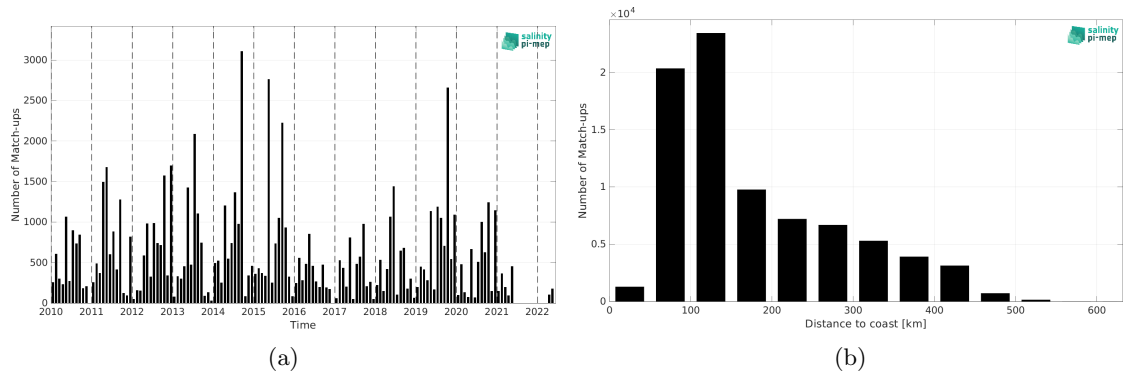 ×10⁴
salinity
pi-mep
3000
2500
2000
1500
1000
500
0
Number of Match-ups
2010 2011 2012 2013 2014 2015 2016 2017 2018 2019 2020 2021 2022
Time
(a)
salinity
pi-mep
2
1.5
1
0.5
0
Number of Match-ups
0 100 200 300 400 500 600
Distance to coast [km]
(b)